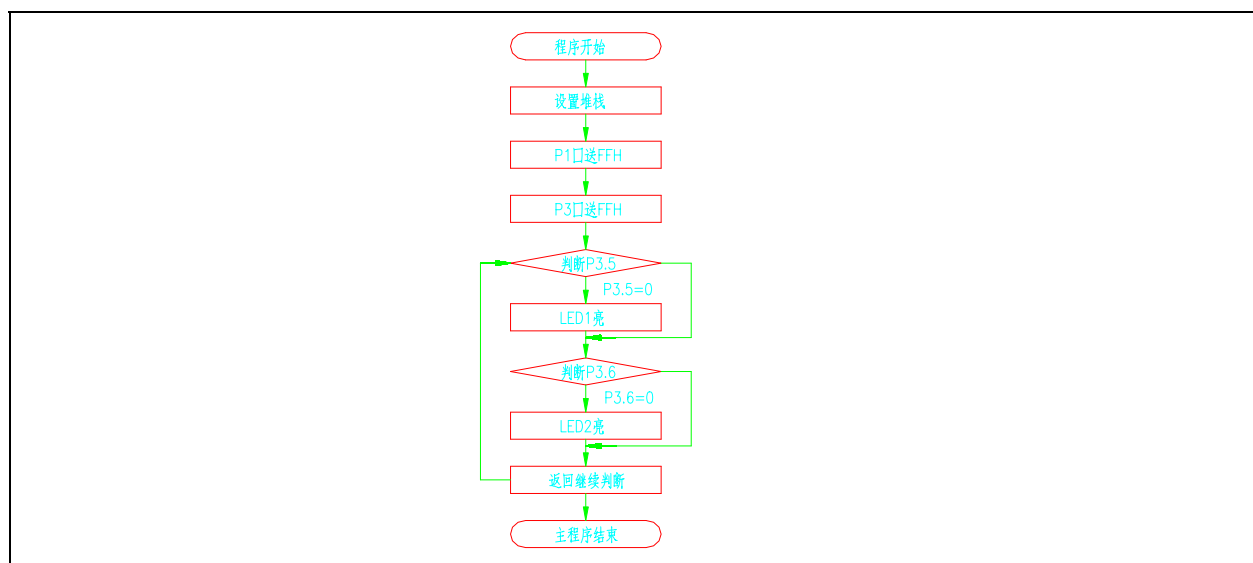 程序开始
设置堆栈
P1口送FFH
P3口送FFH
判断P3.5
P3.5=0
LED1亮
判断P3.6
P3.6=0
LED2亮
返回继续判断
主程序结束